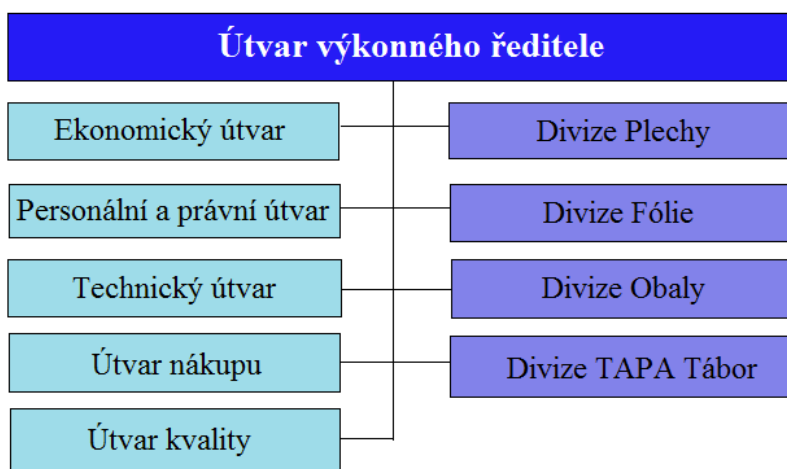 Útvar výkonného ředitele
Ekonomický útvar
Divize Plechy
Personální a právní útvar
Divize Fólie
Technický útvar
Divize Obaly
Útvar nákupu
Divize TAPA Tábor
Útvar kvality